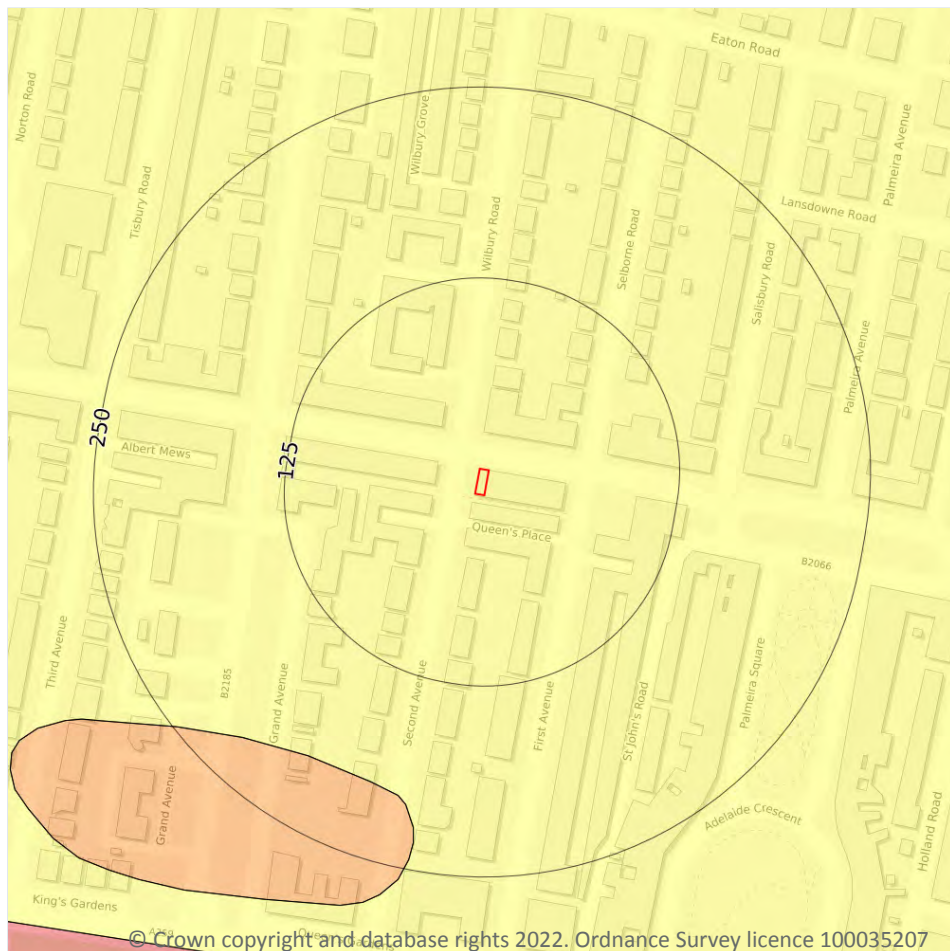 Eaton Road
Norton Road
Wilbury Grove
Palmeira Avenue
Tisbury Road
Lansdowne Road
Wilbury Road
Selborne Road
Salisbury Road
Palmeira Avenue
250
125
Albert Mews
Queen's Place
B2066
Third Avenue
B2185
Grand Avenue
Second Avenue
First Avenue
St John's Road
Palmeira Square
Grand Avenue
Adelaide Crescent
Holland Road
King's Gardens
A259
Queen's Gardens
© Crown copyright and database rights 2022. Ordnance Survey licence 100035207